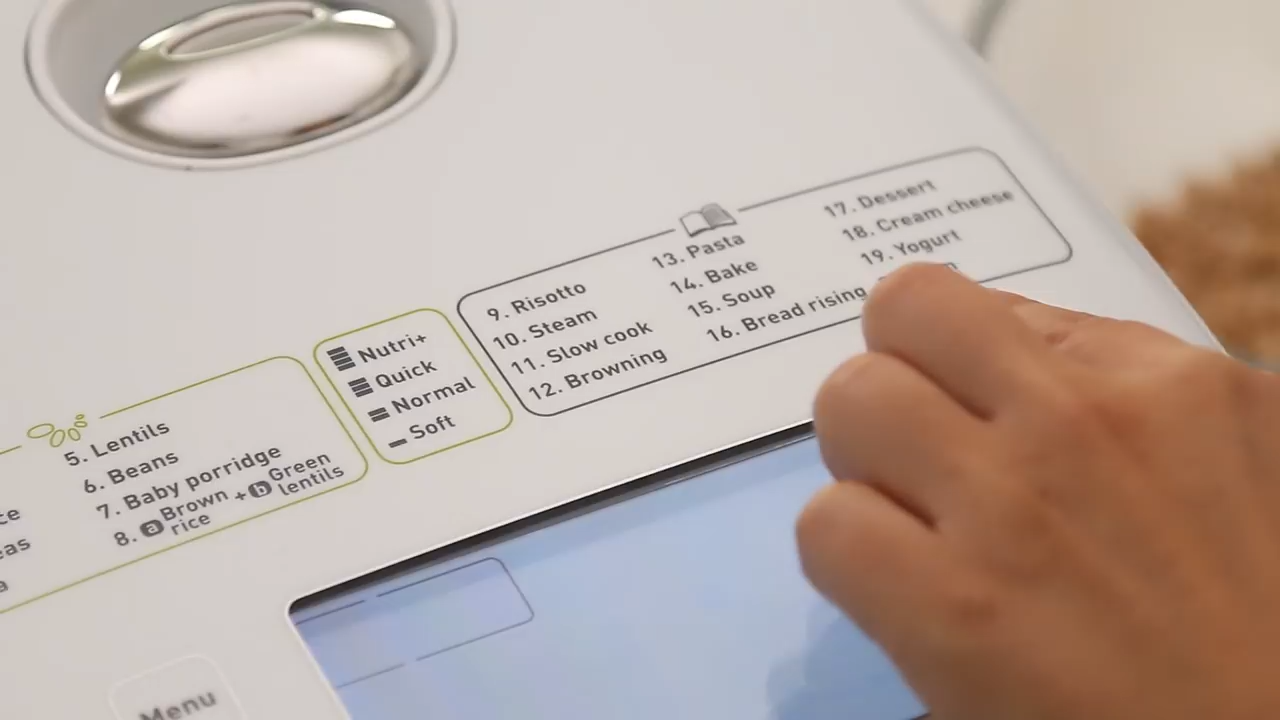 5. Lentils
6. Beans
7. Baby porridge
8. a Brown rice + b Green lentils
Nutri+
Quick
Normal
Soft
9. Risotto
10. Steam
11. Slow cook
12. Browning
13. Pasta
14. Bake
15. Soup
16. Bread rising
17. Dessert
18. Cream cheese
19. Yogurt
Menu